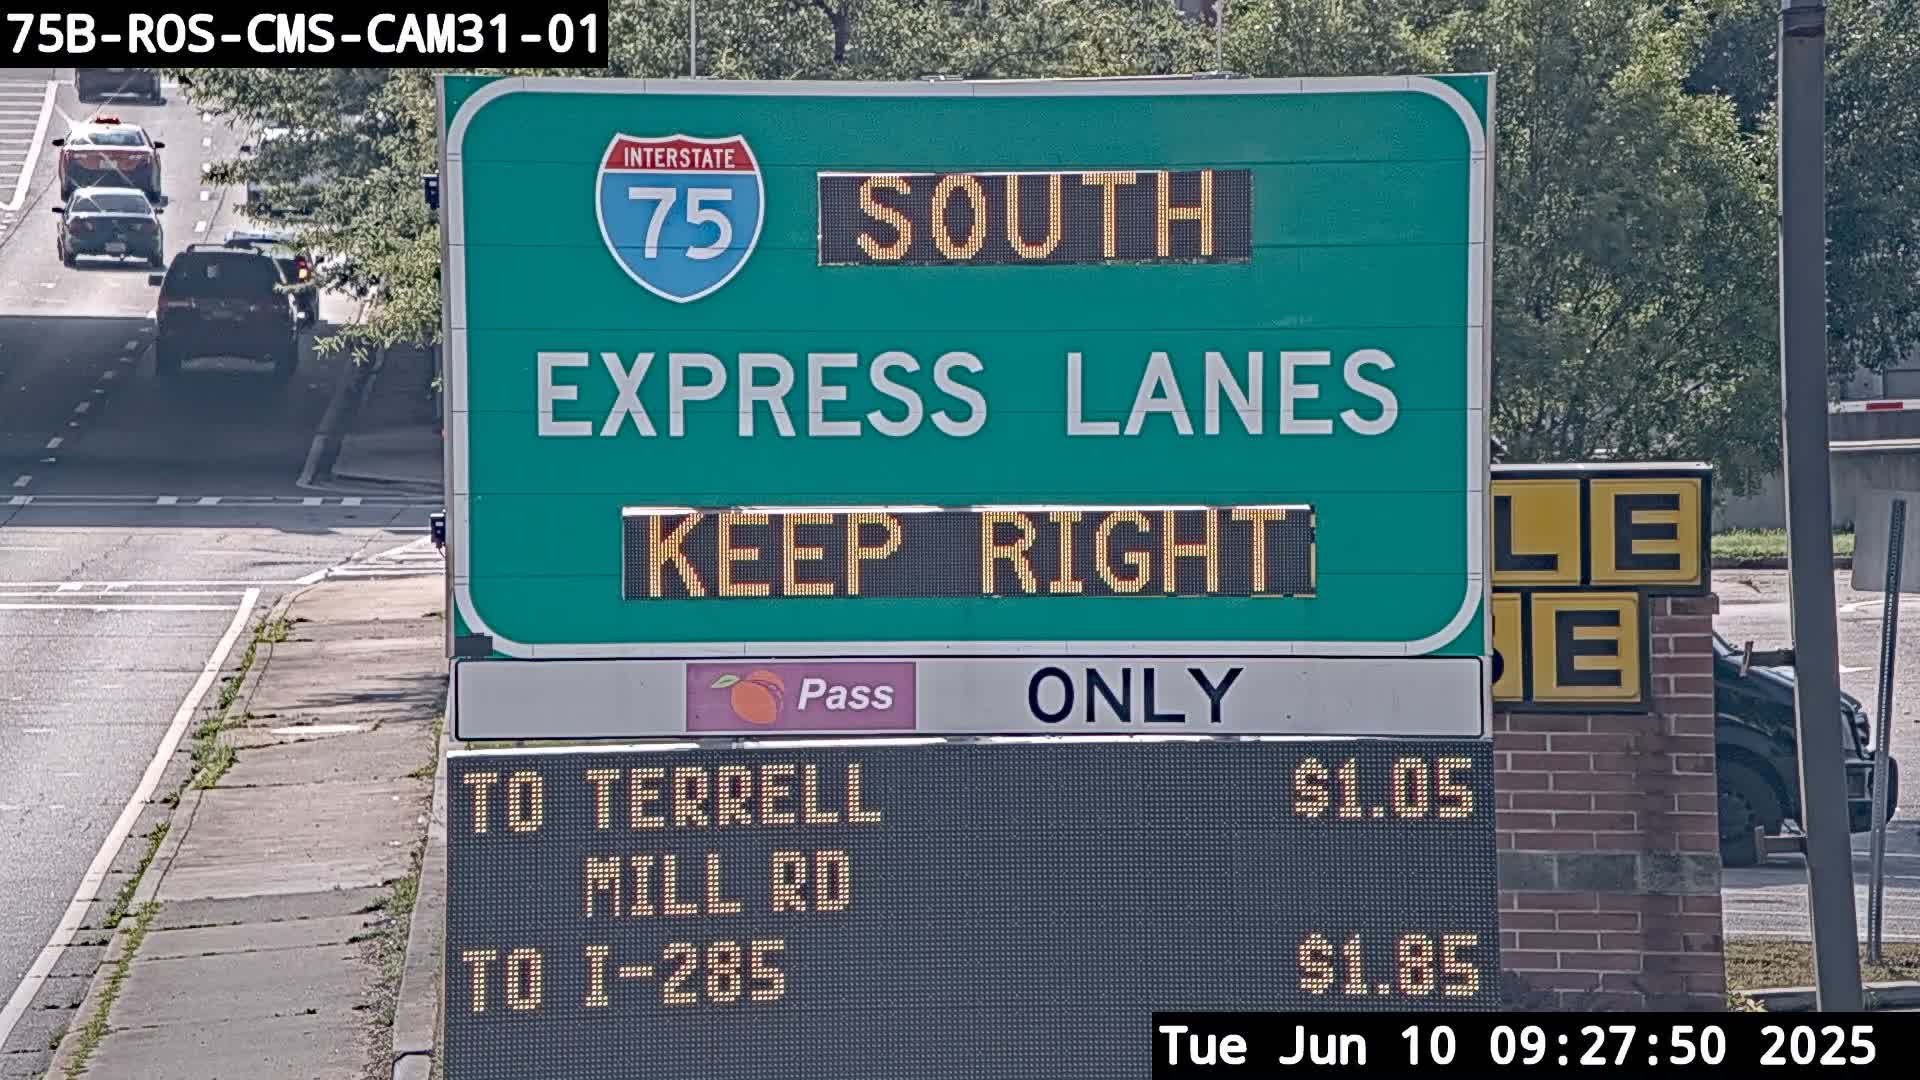 75B-ROS-CMS-CAM31-01
INTERSTATE
75
SOUTH
EXPRESS LANES
KEEP RIGHT
Pass ONLY
TO TERRELL $1.05
MILL RD
TO I-285 $1.85
LE
E
Tue Jun 10 09:27:50 2025